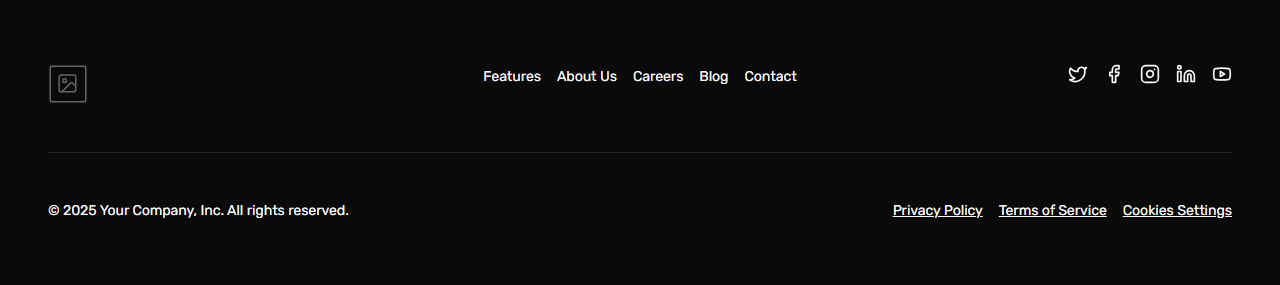 Features About Us Careers Blog Contact
© 2025 Your Company, Inc. All rights reserved. Privacy Policy Terms of Service Cookies Settings